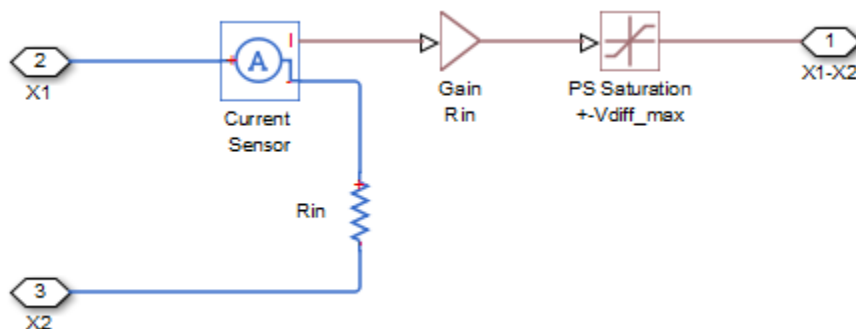 2
X1
A
I
Current
Sensor
Gain
Rin
PS Saturation
+-Vdiff_max
1
X1-X2
Rin
3
X2